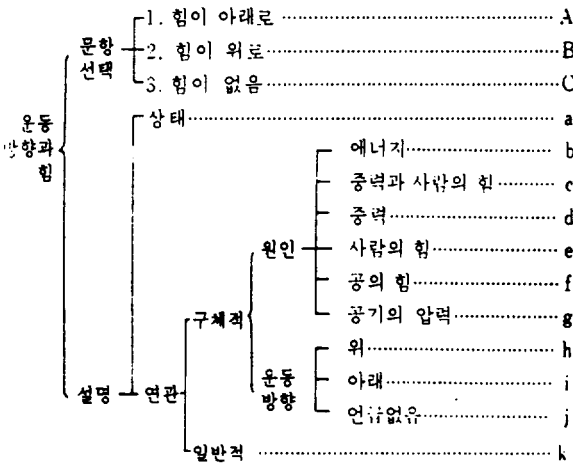 1. 힘이 아래로 A
문항 선택 2. 힘이 위로 B
3. 힘이 없음 C
상태 a
운동 방향과 힘
애너지 b
중력과 사람의 힘 c
중력 d
원인 사람의 힘 e
공의 힘 f
구체적 공기의 압력 g
위 h
운동 방향 아래 i
설명 연관 언급없음 j
일반적 k